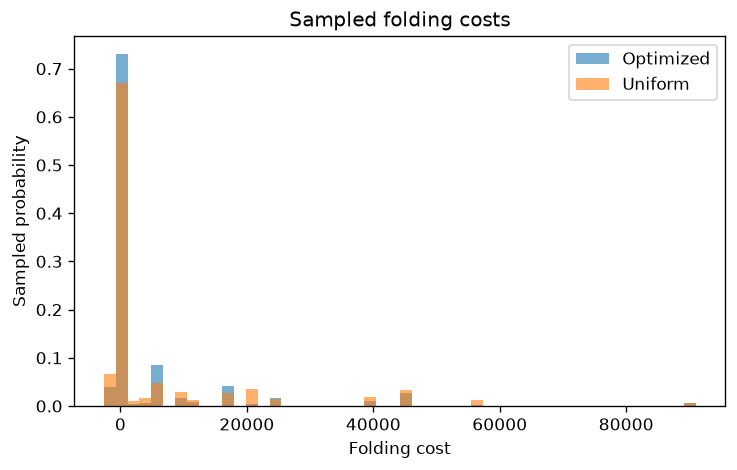 Sampled folding costs
Optimized
Uniform
Sampled probability
0.7
0.6
0.5
0.4
0.3
0.2
0.1
0.0
0 20000 40000 60000 80000
Folding cost